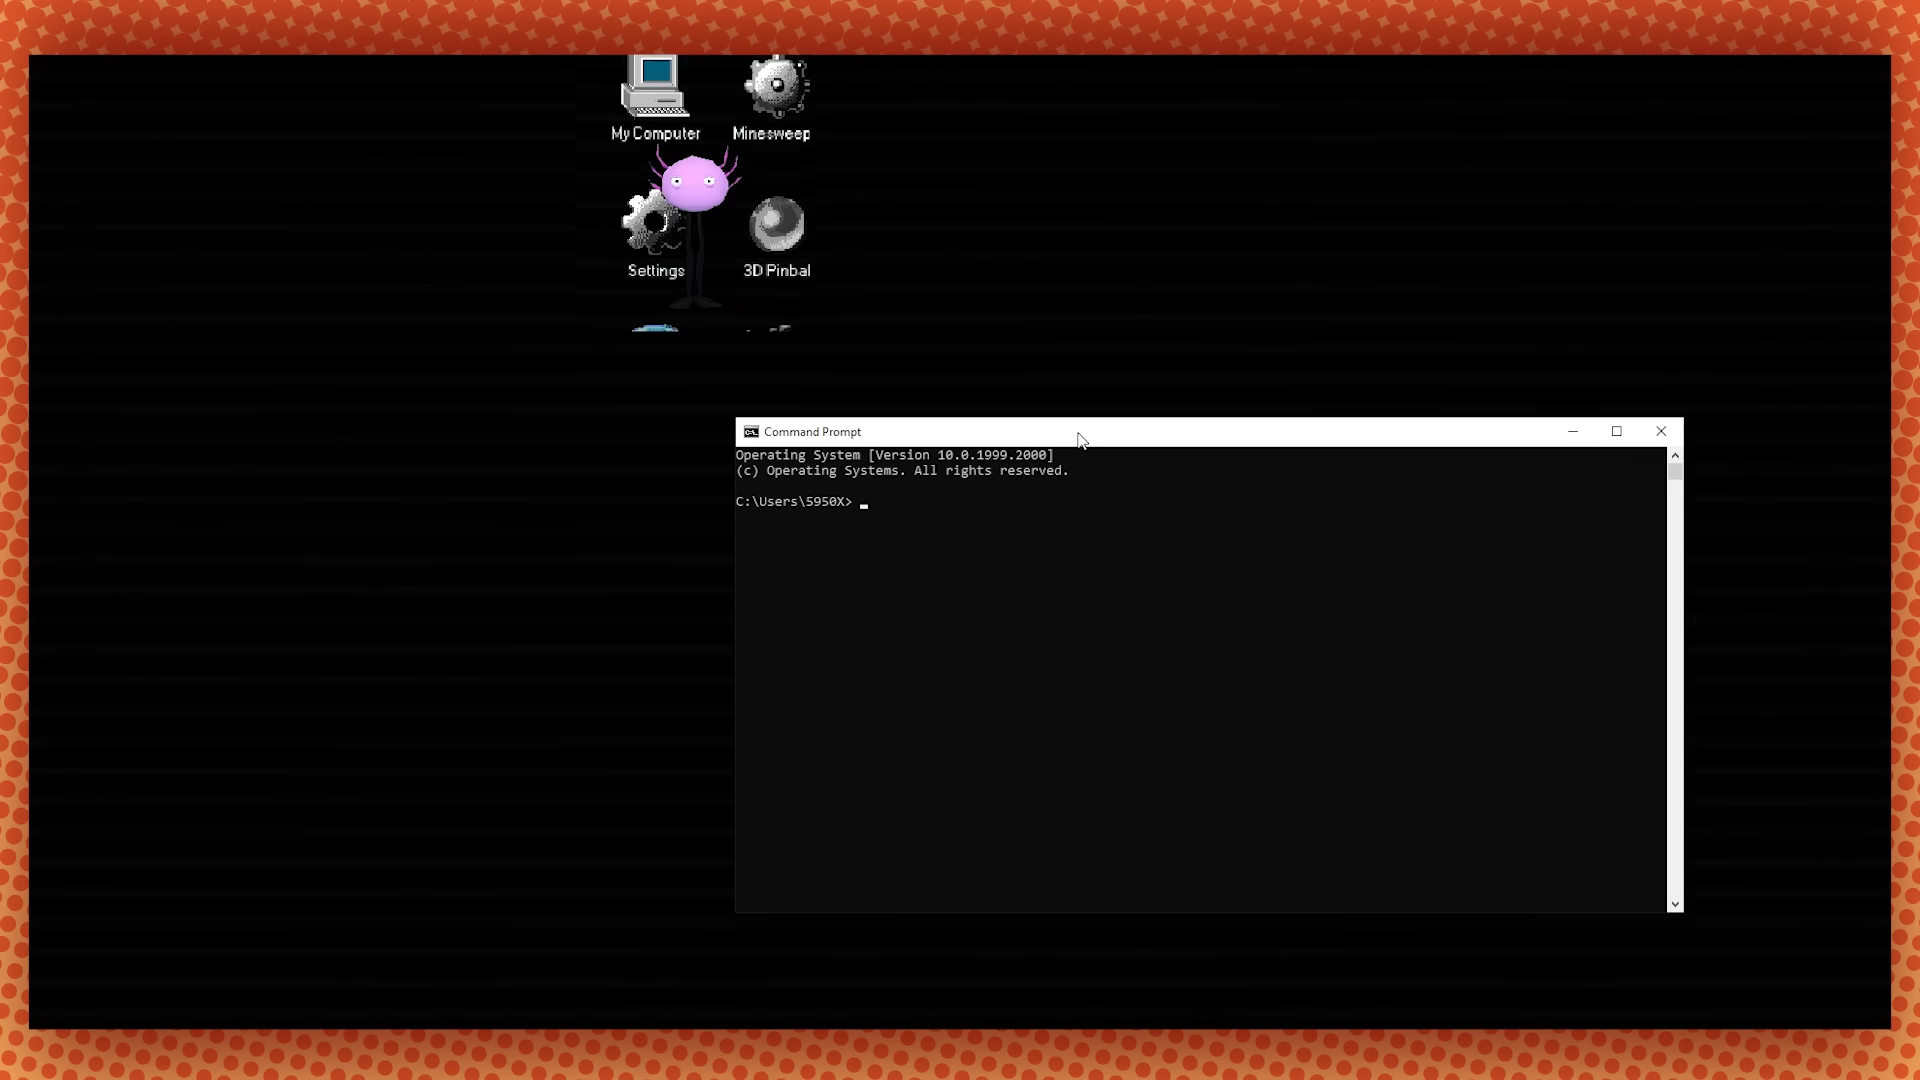 My Computer
Minesweep
Settings
3D Pinbal
Command Prompt
Operating System [Version 10.0.1999.2000]
(c) Operating Systems. All rights reserved.
C:\Users\5950X>